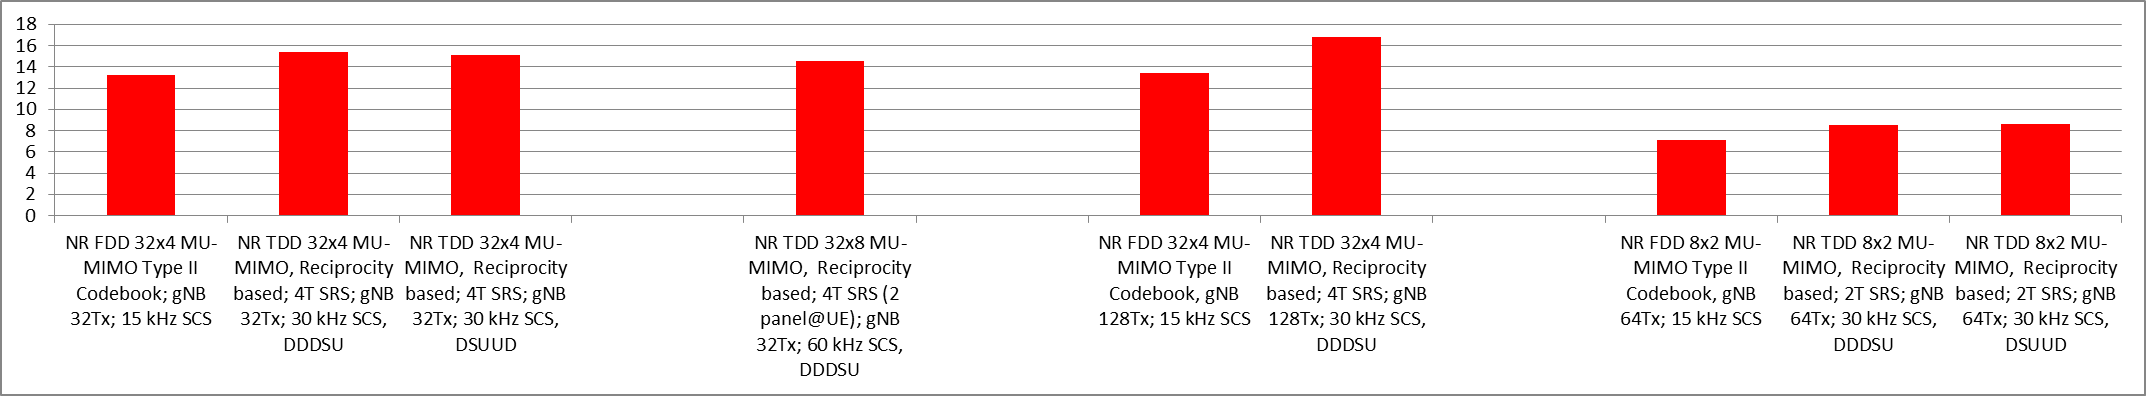 18
16
14
12
10
8
6
4
2
0
NR FDD 32x4 MU-
MIMO Type II
Codebook; gNB
32Tx; 15 kHz SCS
NR TDD 32x4 MU-
MIMO, Reciprocity
based; 4T SRS; gNB
32Tx; 30 kHz SCS,
DDDSU
NR TDD 32x4 MU-
MIMO,  Reciprocity
based; 4T SRS; gNB
32Tx; 30 kHz SCS,
DSUUD
NR TDD 32x8 MU-
MIMO,  Reciprocity
based; 4T SRS (2
panel@UE); gNB
32Tx; 60 kHz SCS,
DDDSU
NR FDD 32x4 MU-
MIMO Type II
Codebook, gNB
128Tx; 15 kHz SCS
NR TDD 32x4 MU-
MIMO, Reciprocity
based; 4T SRS; gNB
128Tx; 30 kHz SCS,
DDDSU
NR FDD 8x2 MU-
MIMO Type II
Codebook, gNB
64Tx; 15 kHz SCS
NR TDD 8x2 MU-
MIMO,  Reciprocity
based; 2T SRS; gNB
64Tx; 30 kHz SCS,
DDDSU
NR TDD 8x2 MU-
MIMO,  Reciprocity
based; 2T SRS; gNB
64Tx; 30 kHz SCS,
DSUUD